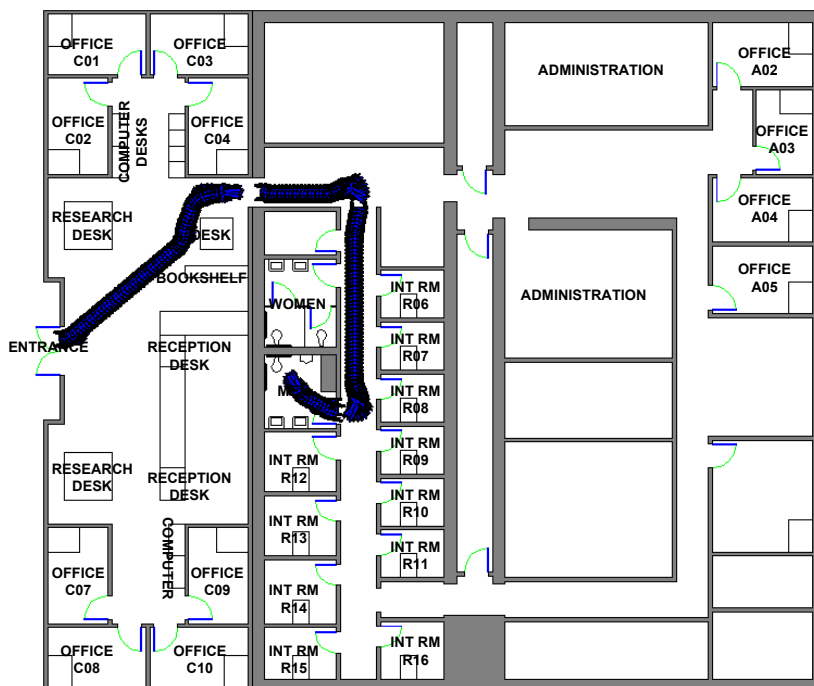 OFFICE
C01
OFFICE
C03
ADMINISTRATION
OFFICE
A02
OFFICE
C02
COMPUTER
DESKS
OFFICE
C04
OFFICE
A03
RESEARCH
DESK
DESK
OFFICE
A04
BOOKSHELF
WOMEN
INT RM
R06
ADMINISTRATION
OFFICE
A05
ENTRANCE
RECEPTION
DESK
INT RM
R07
INT RM
R08
RESEARCH
DESK
RECEPTION
DESK
INT RM
R12
INT RM
R09
INT RM
R13
INT RM
R10
COMPUTER
INT RM
R11
OFFICE
C07
OFFICE
C09
INT RM
R14
OFFICE
C08
OFFICE
C10
INT RM
R15
INT RM
R16